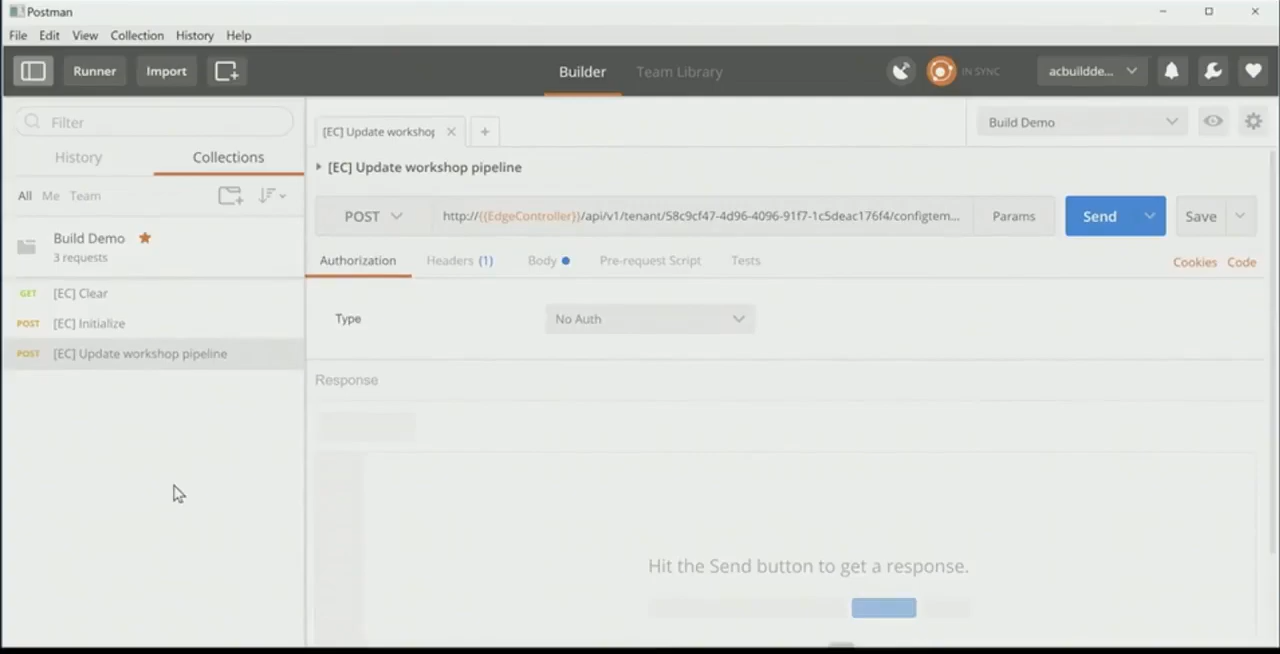 Postman
File Edit View Collection History Help
Runner Import Builder Team Library IN SYNC acbuildde...
Filter
[EC] Update workshop
Build Demo
History Collections
[EC] Update workshop pipeline
All Me Team
POST http://{{EdgeController}}/api/v1/tenant/58c9cf47-4d96-4096-91f7-1c5deac176f4/configtem... Params Send Save
Build Demo
3 requests
Authorization Headers (1) Body Pre-request Script Tests Cookies Code
GET [EC] Clear
POST [EC] Initialize
POST [EC] Update workshop pipeline
Type No Auth
Response
Hit the Send button to get a response.